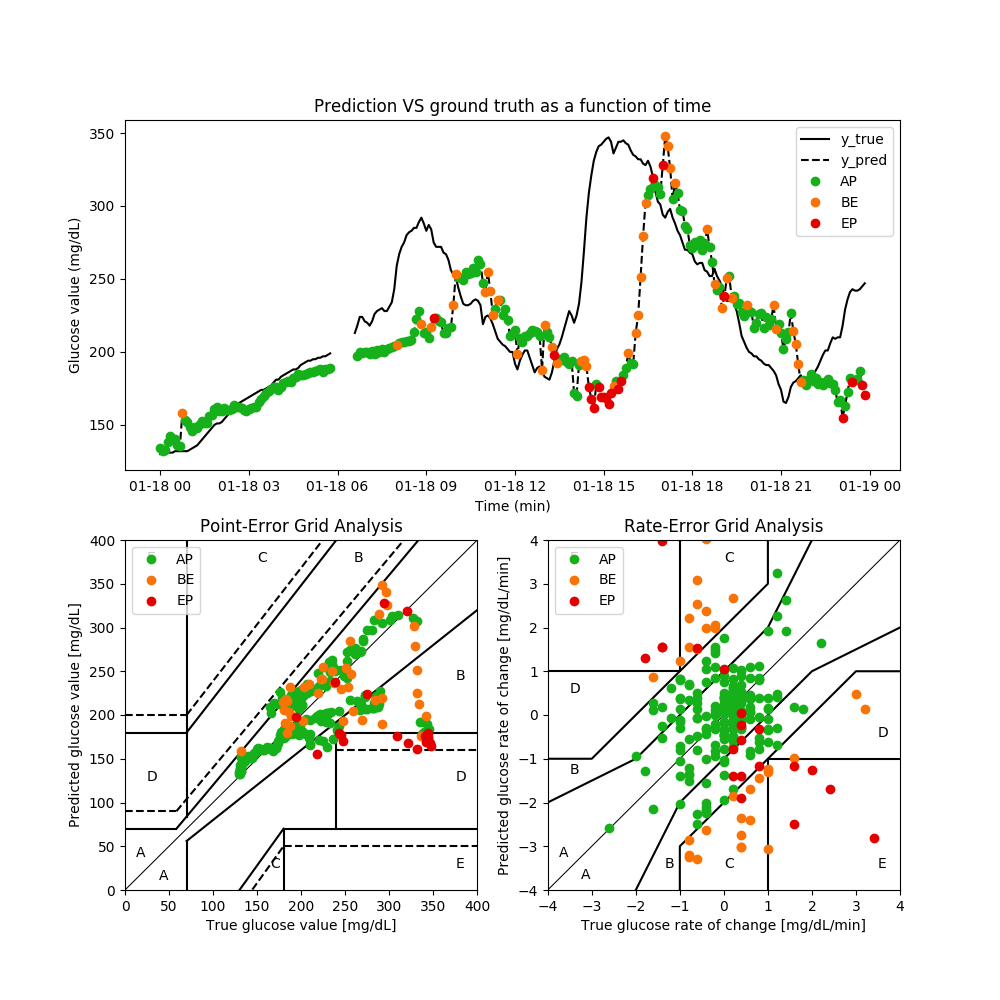 Prediction VS ground truth as a function of time
Glucose value (mg/dL)
350
300
250
200
150
y_true
y_pred
AP
BE
EP
01-18 00 01-18 03 01-18 06 01-18 09 01-18 12 01-18 15 01-18 18 01-18 21 01-19 00
Time (min)
Point-Error Grid Analysis
Predicted glucose value [mg/dL]
400
350
300
250
200
150
100
50
0
AP
BE
EP
C B
B
D D
A
A C E
0 50 100 150 200 250 300 350 400
True glucose value [mg/dL]
Rate-Error Grid Analysis
Predicted glucose rate of change [mg/dL/min]
4
3
2
1
0
−1
−2
−3
−4
AP
BE
EP
C
D
D
B
A
A B C E
−4 −3 −2 −1 0 1 2 3 4
True glucose rate of change [mg/dL/min]